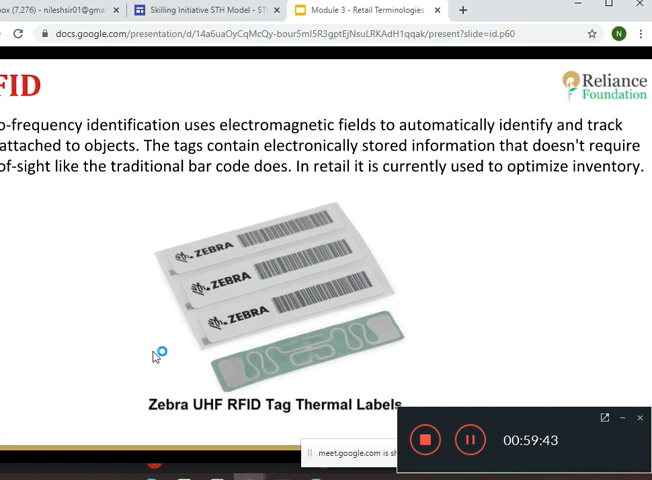 box (7,276) - nileshsir01@gma
Skilling Initiative STH Model - ST
Module 3 - Retail Terminologies
docs.google.com/presentation/d/14a6uaOyCqMcQy-bour5mI5R3gptEjNsuLRKAdH1qqak/present?slide=id.p60
N
FID
Reliance
Foundation
o-frequency identification uses electromagnetic fields to automatically identify and track
attached to objects. The tags contain electronically stored information that doesn't require
of-sight like the traditional bar code does. In retail it is currently used to optimize inventory.
ZEBRA
ZEBRA
ZEBRA
Zebra UHF RFID Tag Thermal Labels
meet.google.com is sh
00:59:43